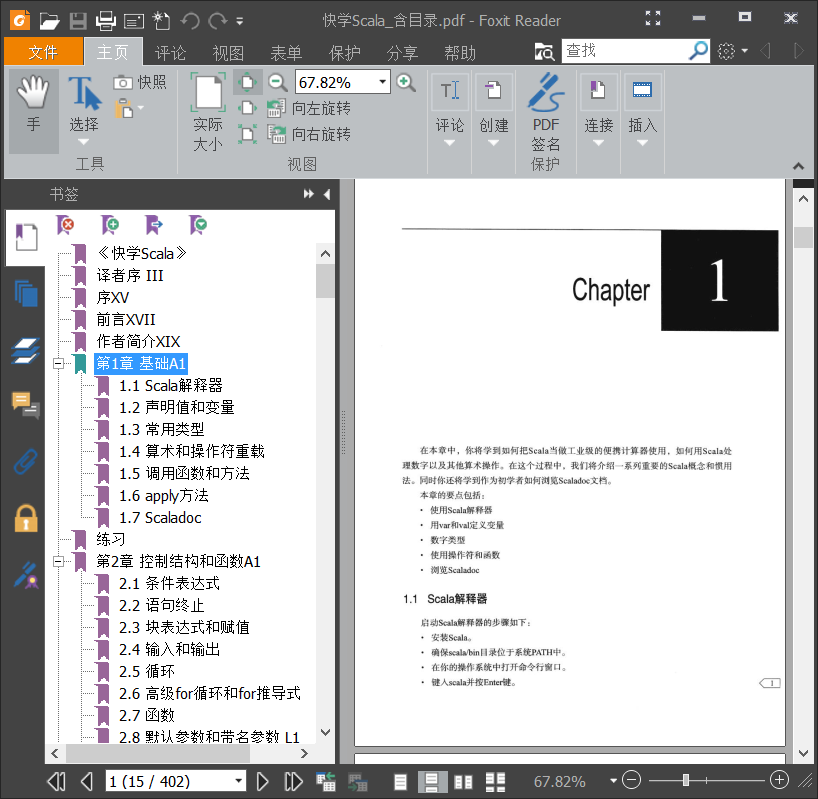 快学Scala_含目录.pdf - Foxit Reader
文件 主页 评论 视图 表单 保护 分享 帮助 查找
手 选择 快照 实际大小 67.82% 向左旋转 向右旋转 评论 创建 PDF签名 连接 插入
工具 视图 保护
书签
《快学Scala》
译者序 III
序XV
前言XVII
作者简介XIX
第1章 基础A1
1.1 Scala解释器
1.2 声明值和变量
1.3 常用类型
1.4 算术和操作符重载
1.5 调用函数和方法
1.6 apply方法
1.7 Scaladoc
练习
第2章 控制结构和函数A1
2.1 条件表达式
2.2 语句终止
2.3 块表达式和赋值
2.4 输入和输出
2.5 循环
2.6 高级for循环和for推导式
2.7 函数
2.8 默认参数和带名参数 L1
Chapter 1
在本章中，你将学到如何把Scala当做工业级的便携计算器使用，如何用Scala处
理数字以及其他算术操作。在这个过程中，我们将介绍一系列重要的Scala概念和惯用
法。同时你还将学到作为初学者如何浏览Scaladoc文档。
本章的要点包括：
• 使用Scala解释器
• 用var和val定义变量
• 数字类型
• 使用操作符和函数
• 浏览Scaladoc
1.1 Scala解释器
启动Scala解释器的步骤如下：
• 安装Scala。
• 确保scala/bin目录位于系统PATH中。
• 在你的操作系统中打开命令行窗口。
• 键入scala并按Enter键。
1
1 (15 / 402) 67.82%